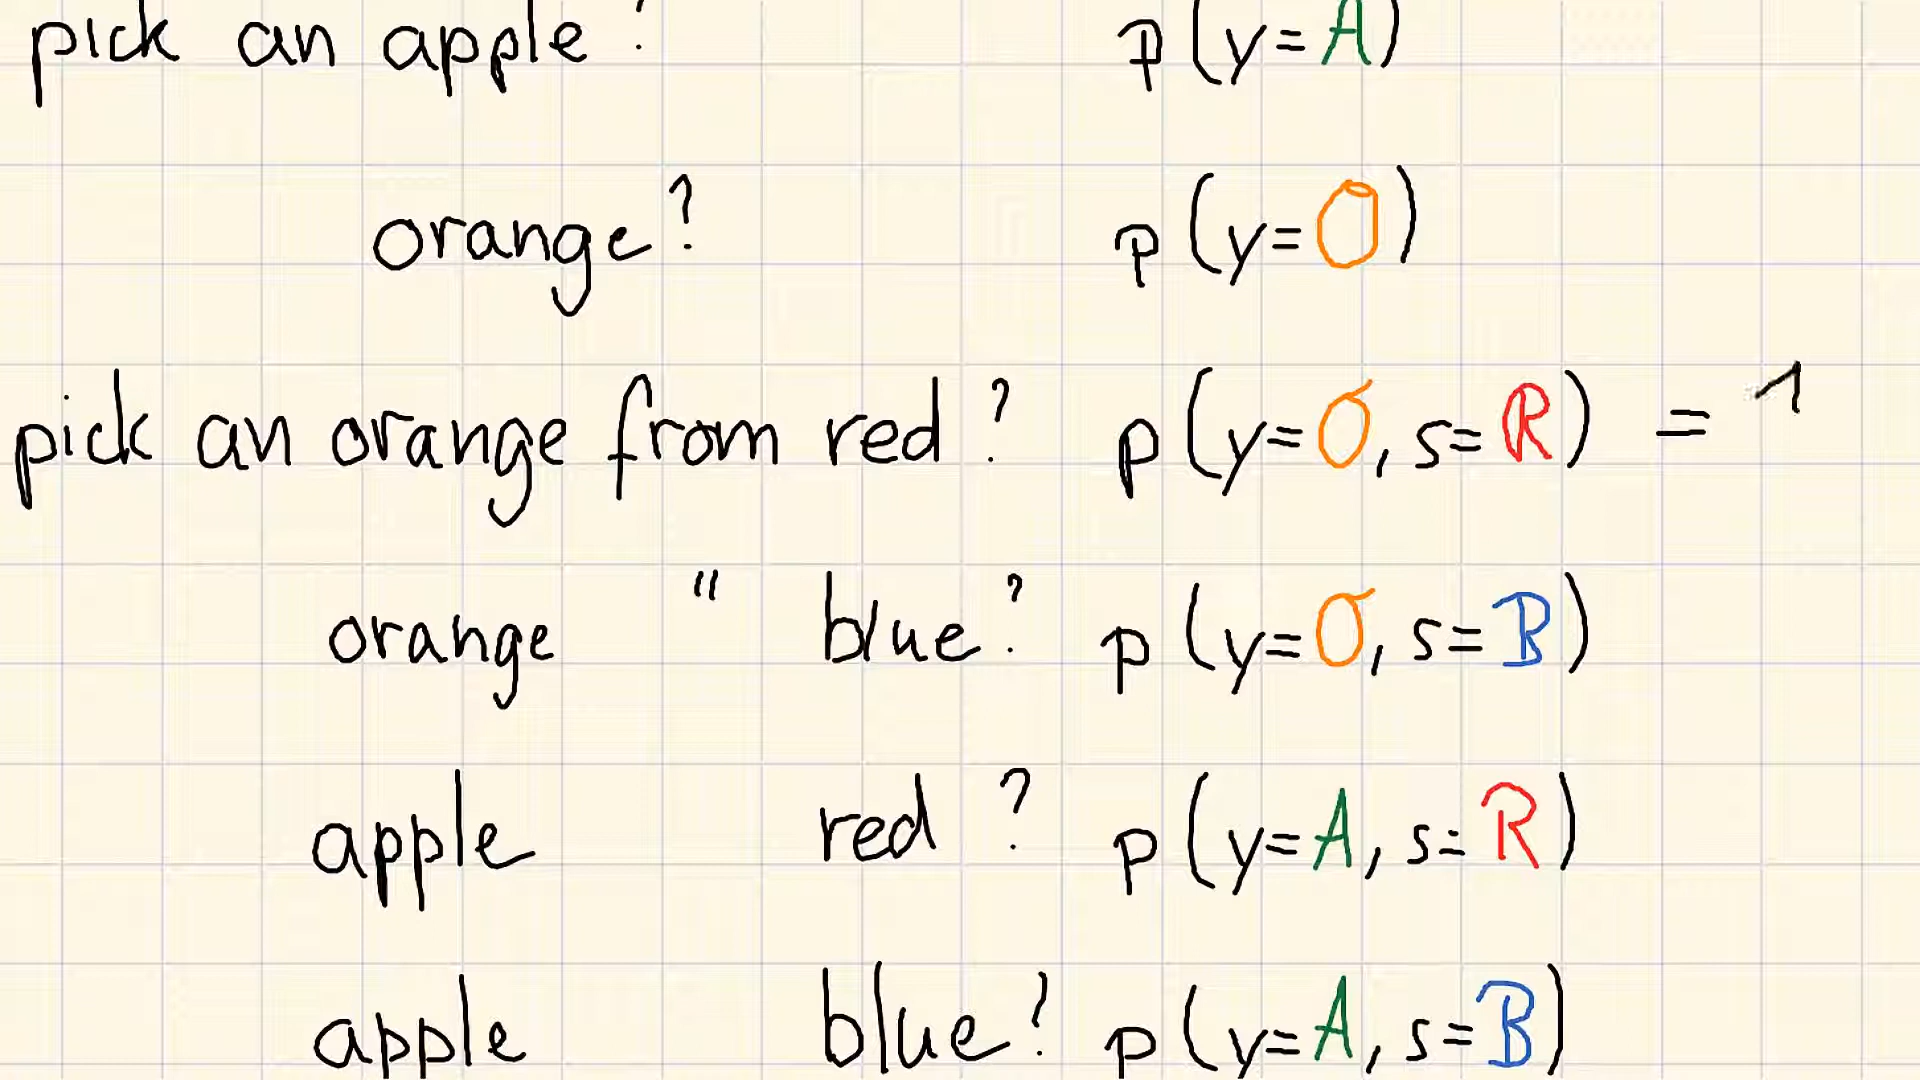 pick an apple? p(y=A)
orange? p(y=O)
pick an orange from red? p(y=O, s=R) = 1
orange " blue? p(y=O, s=B)
apple red? p(y=A, s=R)
apple blue? p(y=A, s=B)